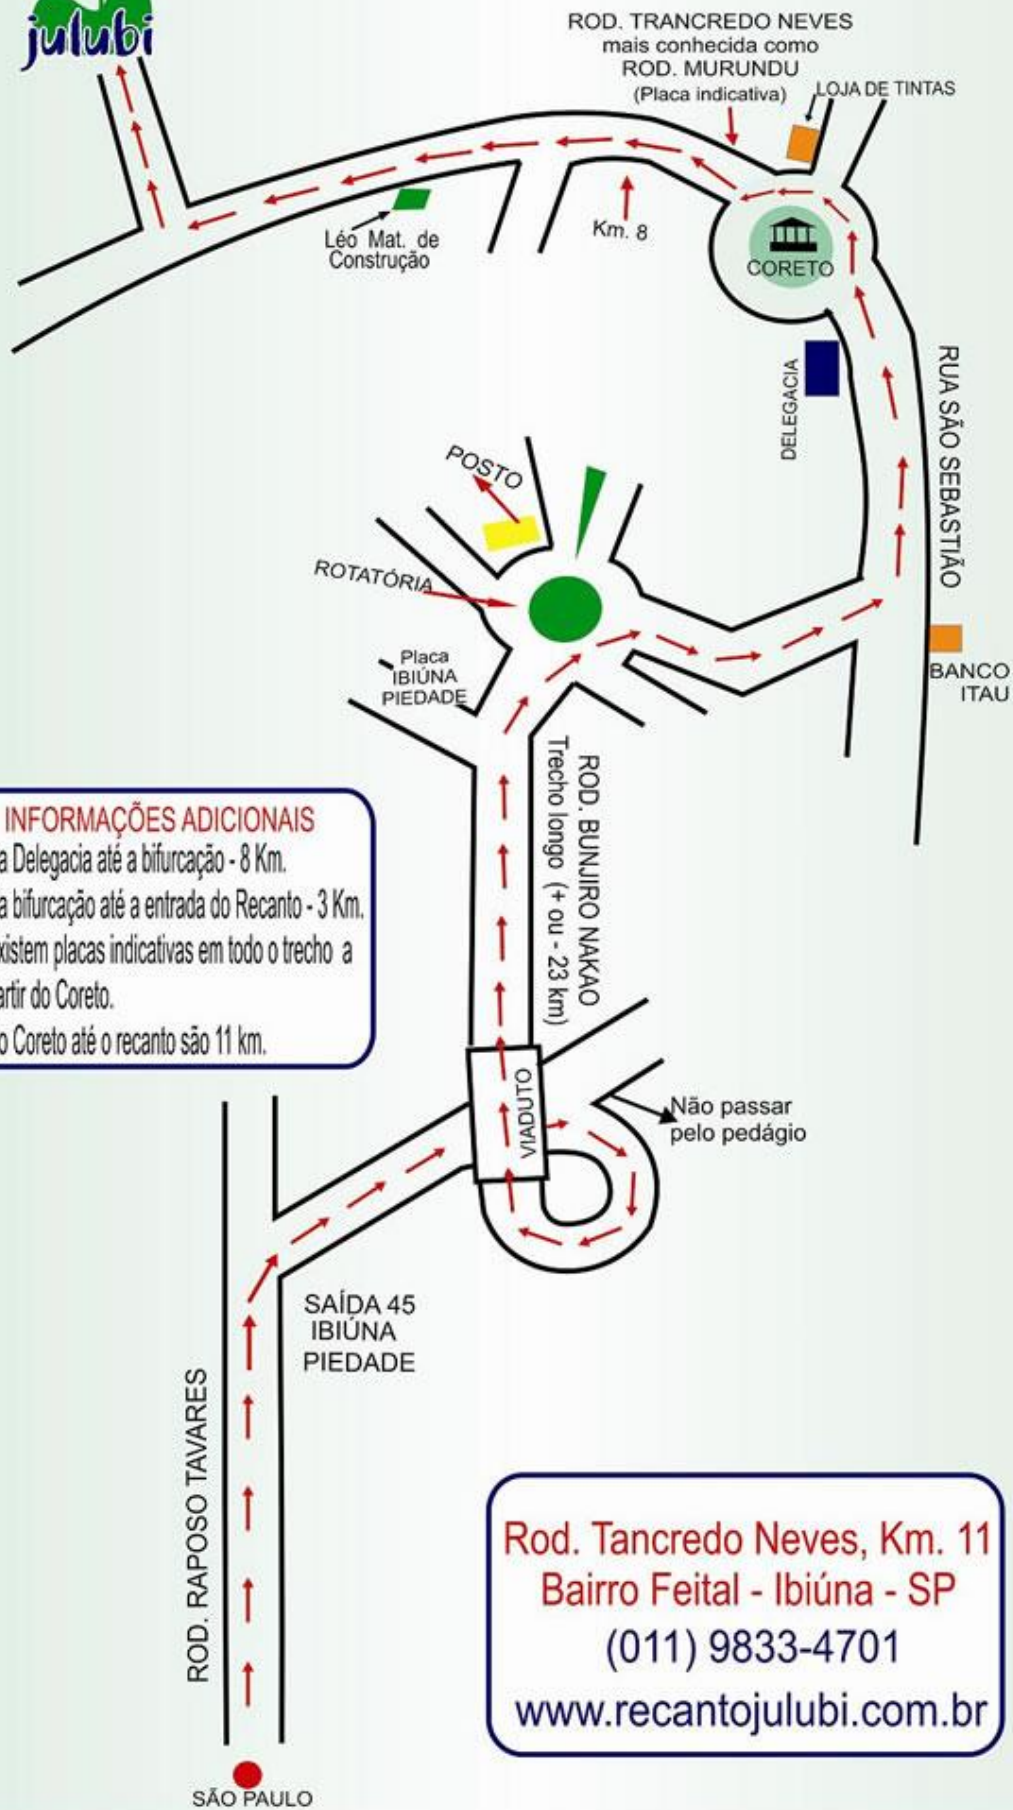 julubi
ROD. TRANCREDO NEVES
mais conhecida como
ROD. MURUNDU
(Placa indicativa)
LOJA DE TINTAS
Léo Mat. de
Construção
Km. 8
CORETO
DELEGACIA
RUA SÃO SEBASTIÃO
POSTO
ROTATÓRIA
Placa
IBIÚNA
PIEDADE
BANCO
ITAU
ROD. BUNJIRO NAKAO
Trecho longo (+ ou - 23 km)
INFORMAÇÕES ADICIONAIS
a Delegacia até a bifurcação - 8 Km.
a bifurcação até a entrada do Recanto - 3 Km.
xistem placas indicativas em todo o trecho a
artir do Coreto.
o Coreto até o recanto são 11 km.
VIADUTO
Não passar
pelo pedágio
SAÍDA 45
IBIÚNA
PIEDADE
ROD. RAPOSO TAVARES
Rod. Tancredo Neves, Km. 11
Bairro Feital - Ibiúna - SP
(011) 9833-4701
www.recantojulubi.com.br
SÃO PAULO